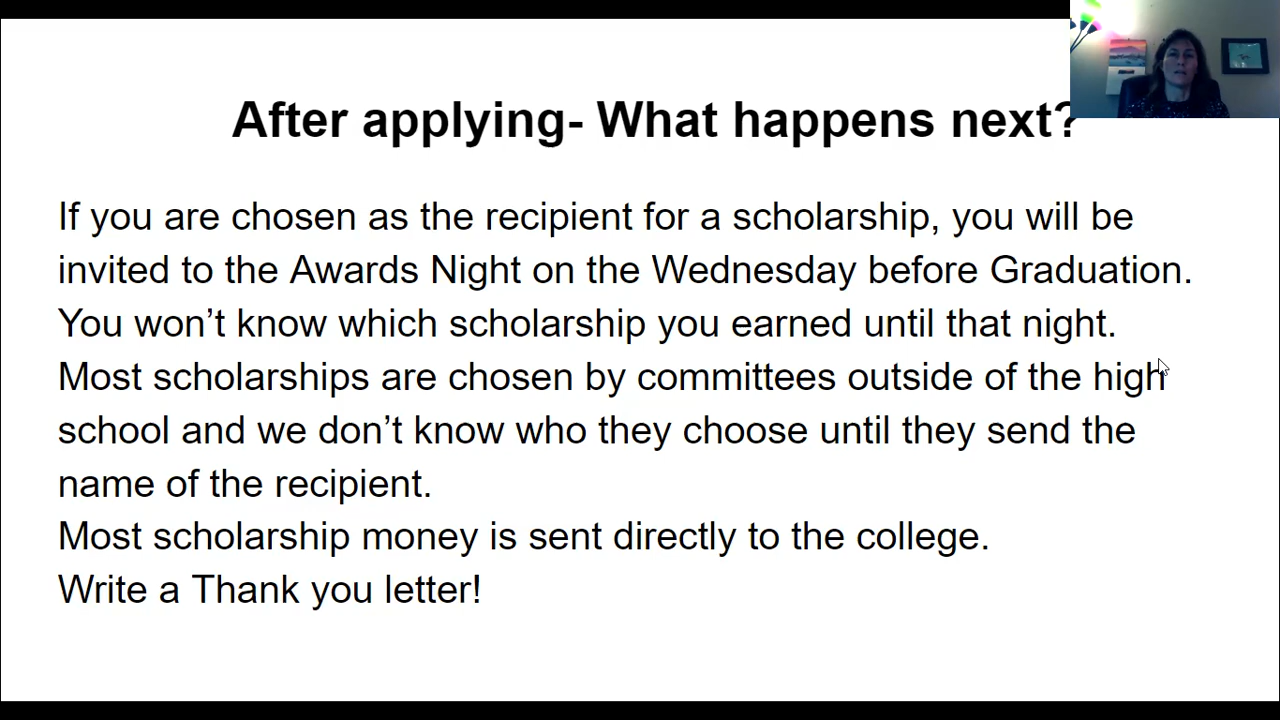 After applying- What happens next?
If you are chosen as the recipient for a scholarship, you will be
invited to the Awards Night on the Wednesday before Graduation.
You won’t know which scholarship you earned until that night.
Most scholarships are chosen by committees outside of the high
school and we don’t know who they choose until they send the
name of the recipient.
Most scholarship money is sent directly to the college.
Write a Thank you letter!